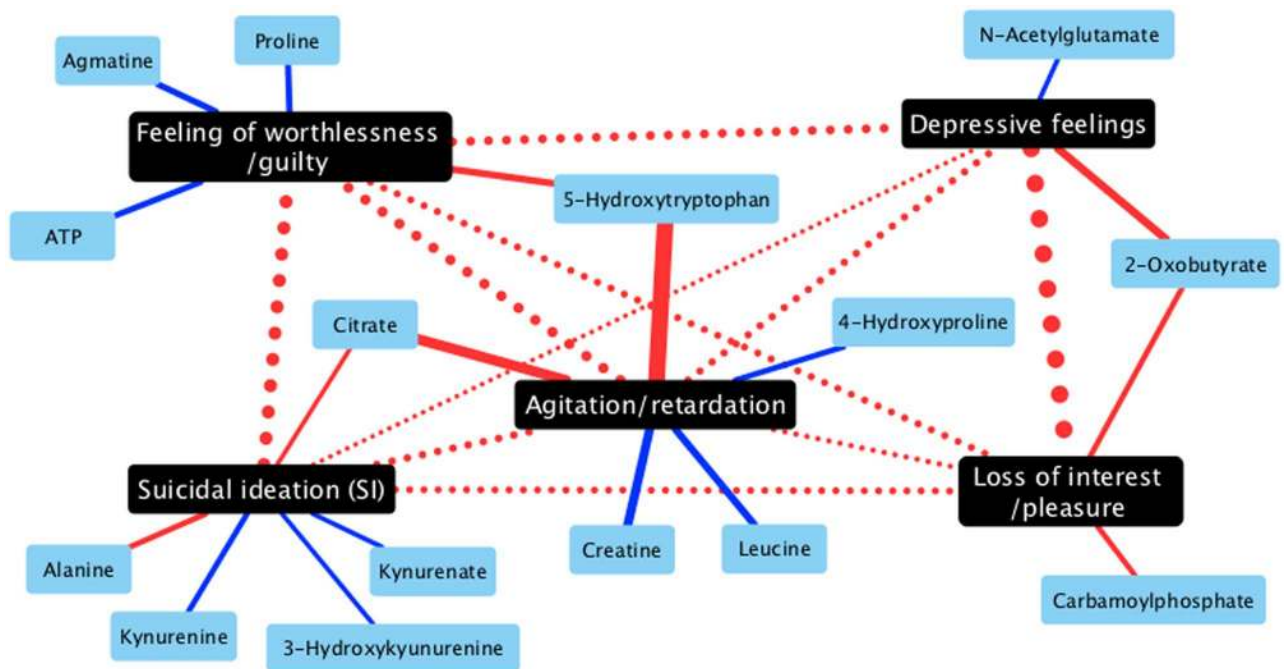 Proline
N-Acetylglutamate
Agmatine
Feeling of worthlessness
/guilty
Depressive feelings
5-Hydroxytryptophan
ATP
2-Oxobutyrate
Citrate
4-Hydroxyproline
Agitation/retardation
Suicidal ideation (SI)
Loss of interest
/pleasure
Creatine
Leucine
Alanine
Kynurenate
Carbamoylphosphate
Kynurenine
3-Hydroxykyunurenine